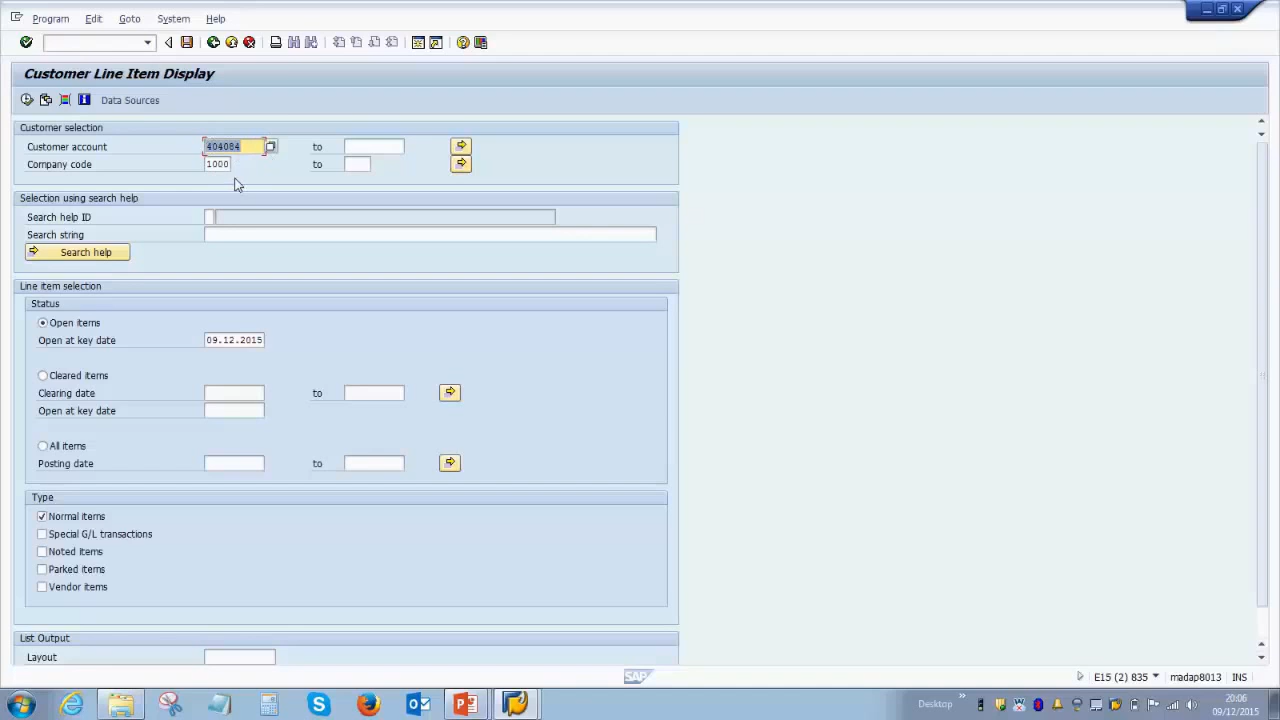 Program Edit Goto System Help
Customer Line Item Display
Data Sources
Customer selection
Customer account 404084 to
Company code 1000 to
Selection using search help
Search help ID
Search string
Search help
Line item selection
Status
Open items
Open at key date 09.12.2015
Cleared items
Clearing date to
Open at key date
All items
Posting date to
Type
Normal items
Special G/L transactions
Noted items
Parked items
Vendor items
List Output
Layout
SAP E15 (2) 835 madap8013 INS
Desktop 20:06
09/12/2015